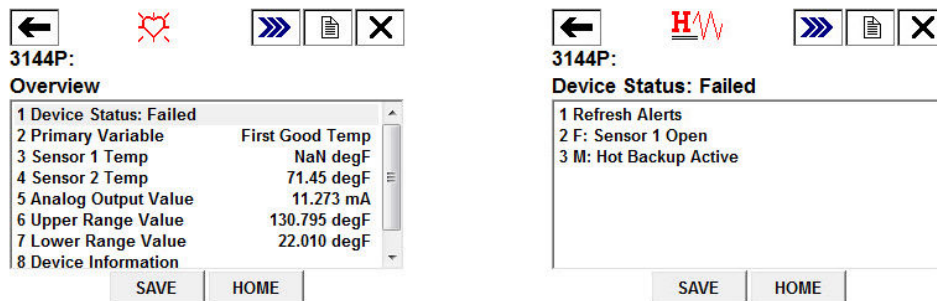 3144P:
Overview
1 Device Status: Failed
2 Primary Variable First Good Temp
3 Sensor 1 Temp NaN degF
4 Sensor 2 Temp 71.45 degF
5 Analog Output Value 11.273 mA
6 Upper Range Value 130.795 degF
7 Lower Range Value 22.010 degF
8 Device Information
SAVE HOME
H
3144P:
Device Status: Failed
1 Refresh Alerts
2 F: Sensor 1 Open
3 M: Hot Backup Active
SAVE HOME